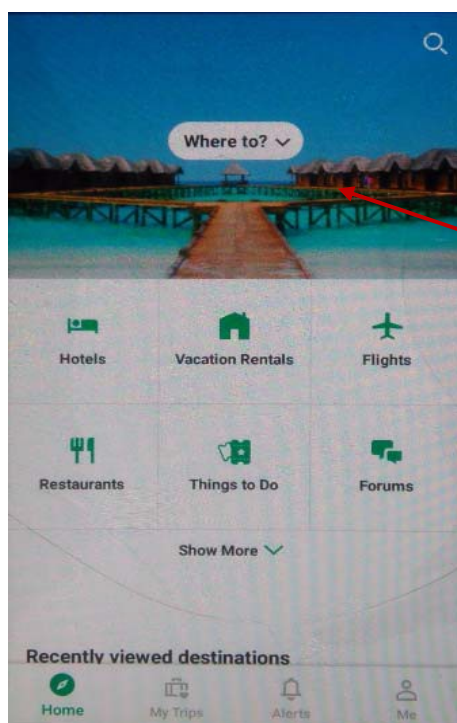 Where to?
Hotels
Vacation Rentals
Flights
Restaurants
Things to Do
Forums
Show More
Recently viewed destinations
Home
My Trips
Alerts
Me